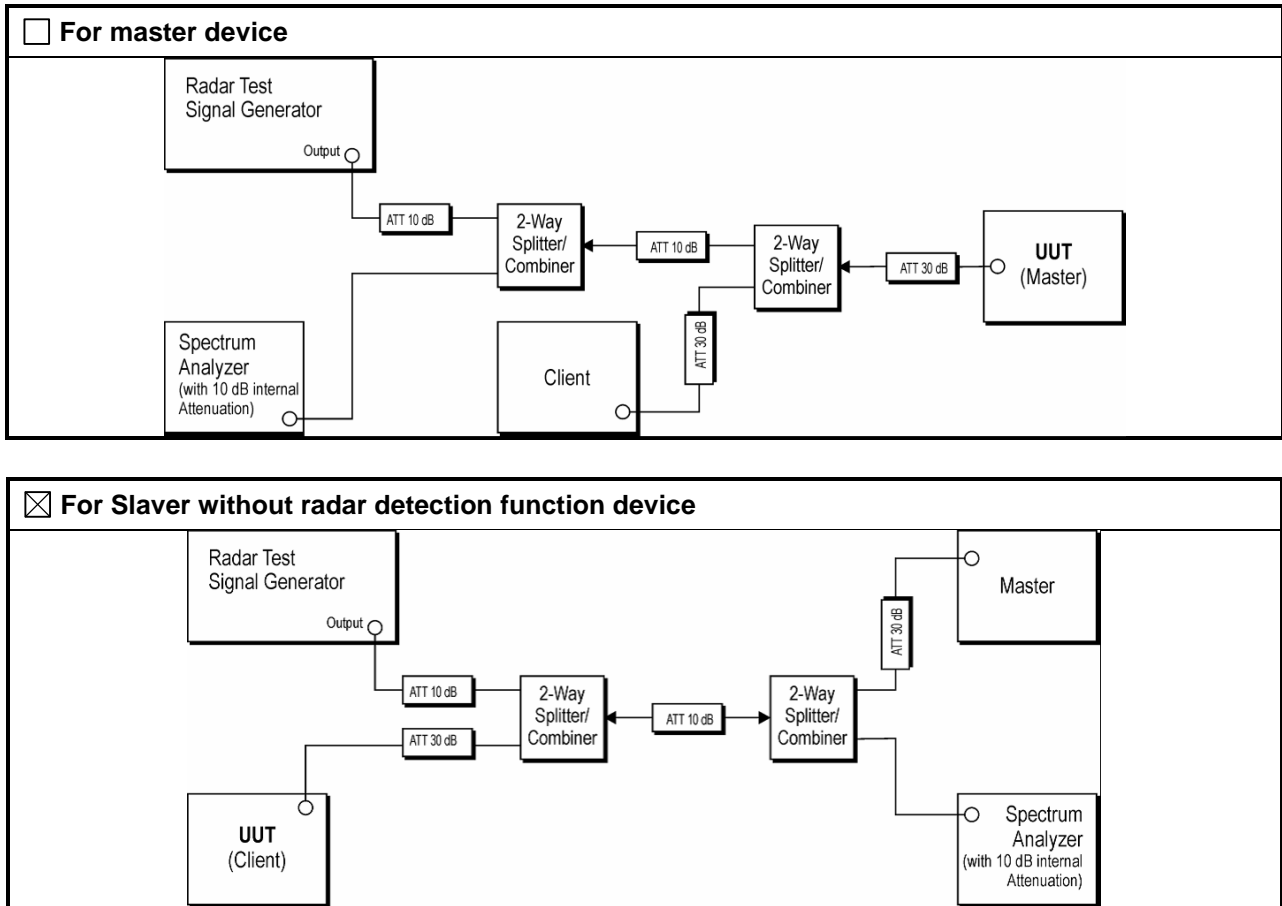 ☐ For master device
Radar Test
Signal Generator
Output
ATT 10 dB
2-Way
Splitter/
Combiner
ATT 10 dB
2-Way
Splitter/
Combiner
ATT 30 dB
UUT
(Master)
Spectrum
Analyzer
(with 10 dB internal
Attenuation)
Client
ATT 30 dB
☒ For Slaver without radar detection function device
Radar Test
Signal Generator
Output
Master
ATT 30 dB
ATT 10 dB
ATT 30 dB
2-Way
Splitter/
Combiner
ATT 10 dB
2-Way
Splitter/
Combiner
UUT
(Client)
Spectrum
Analyzer
(with 10 dB internal
Attenuation)